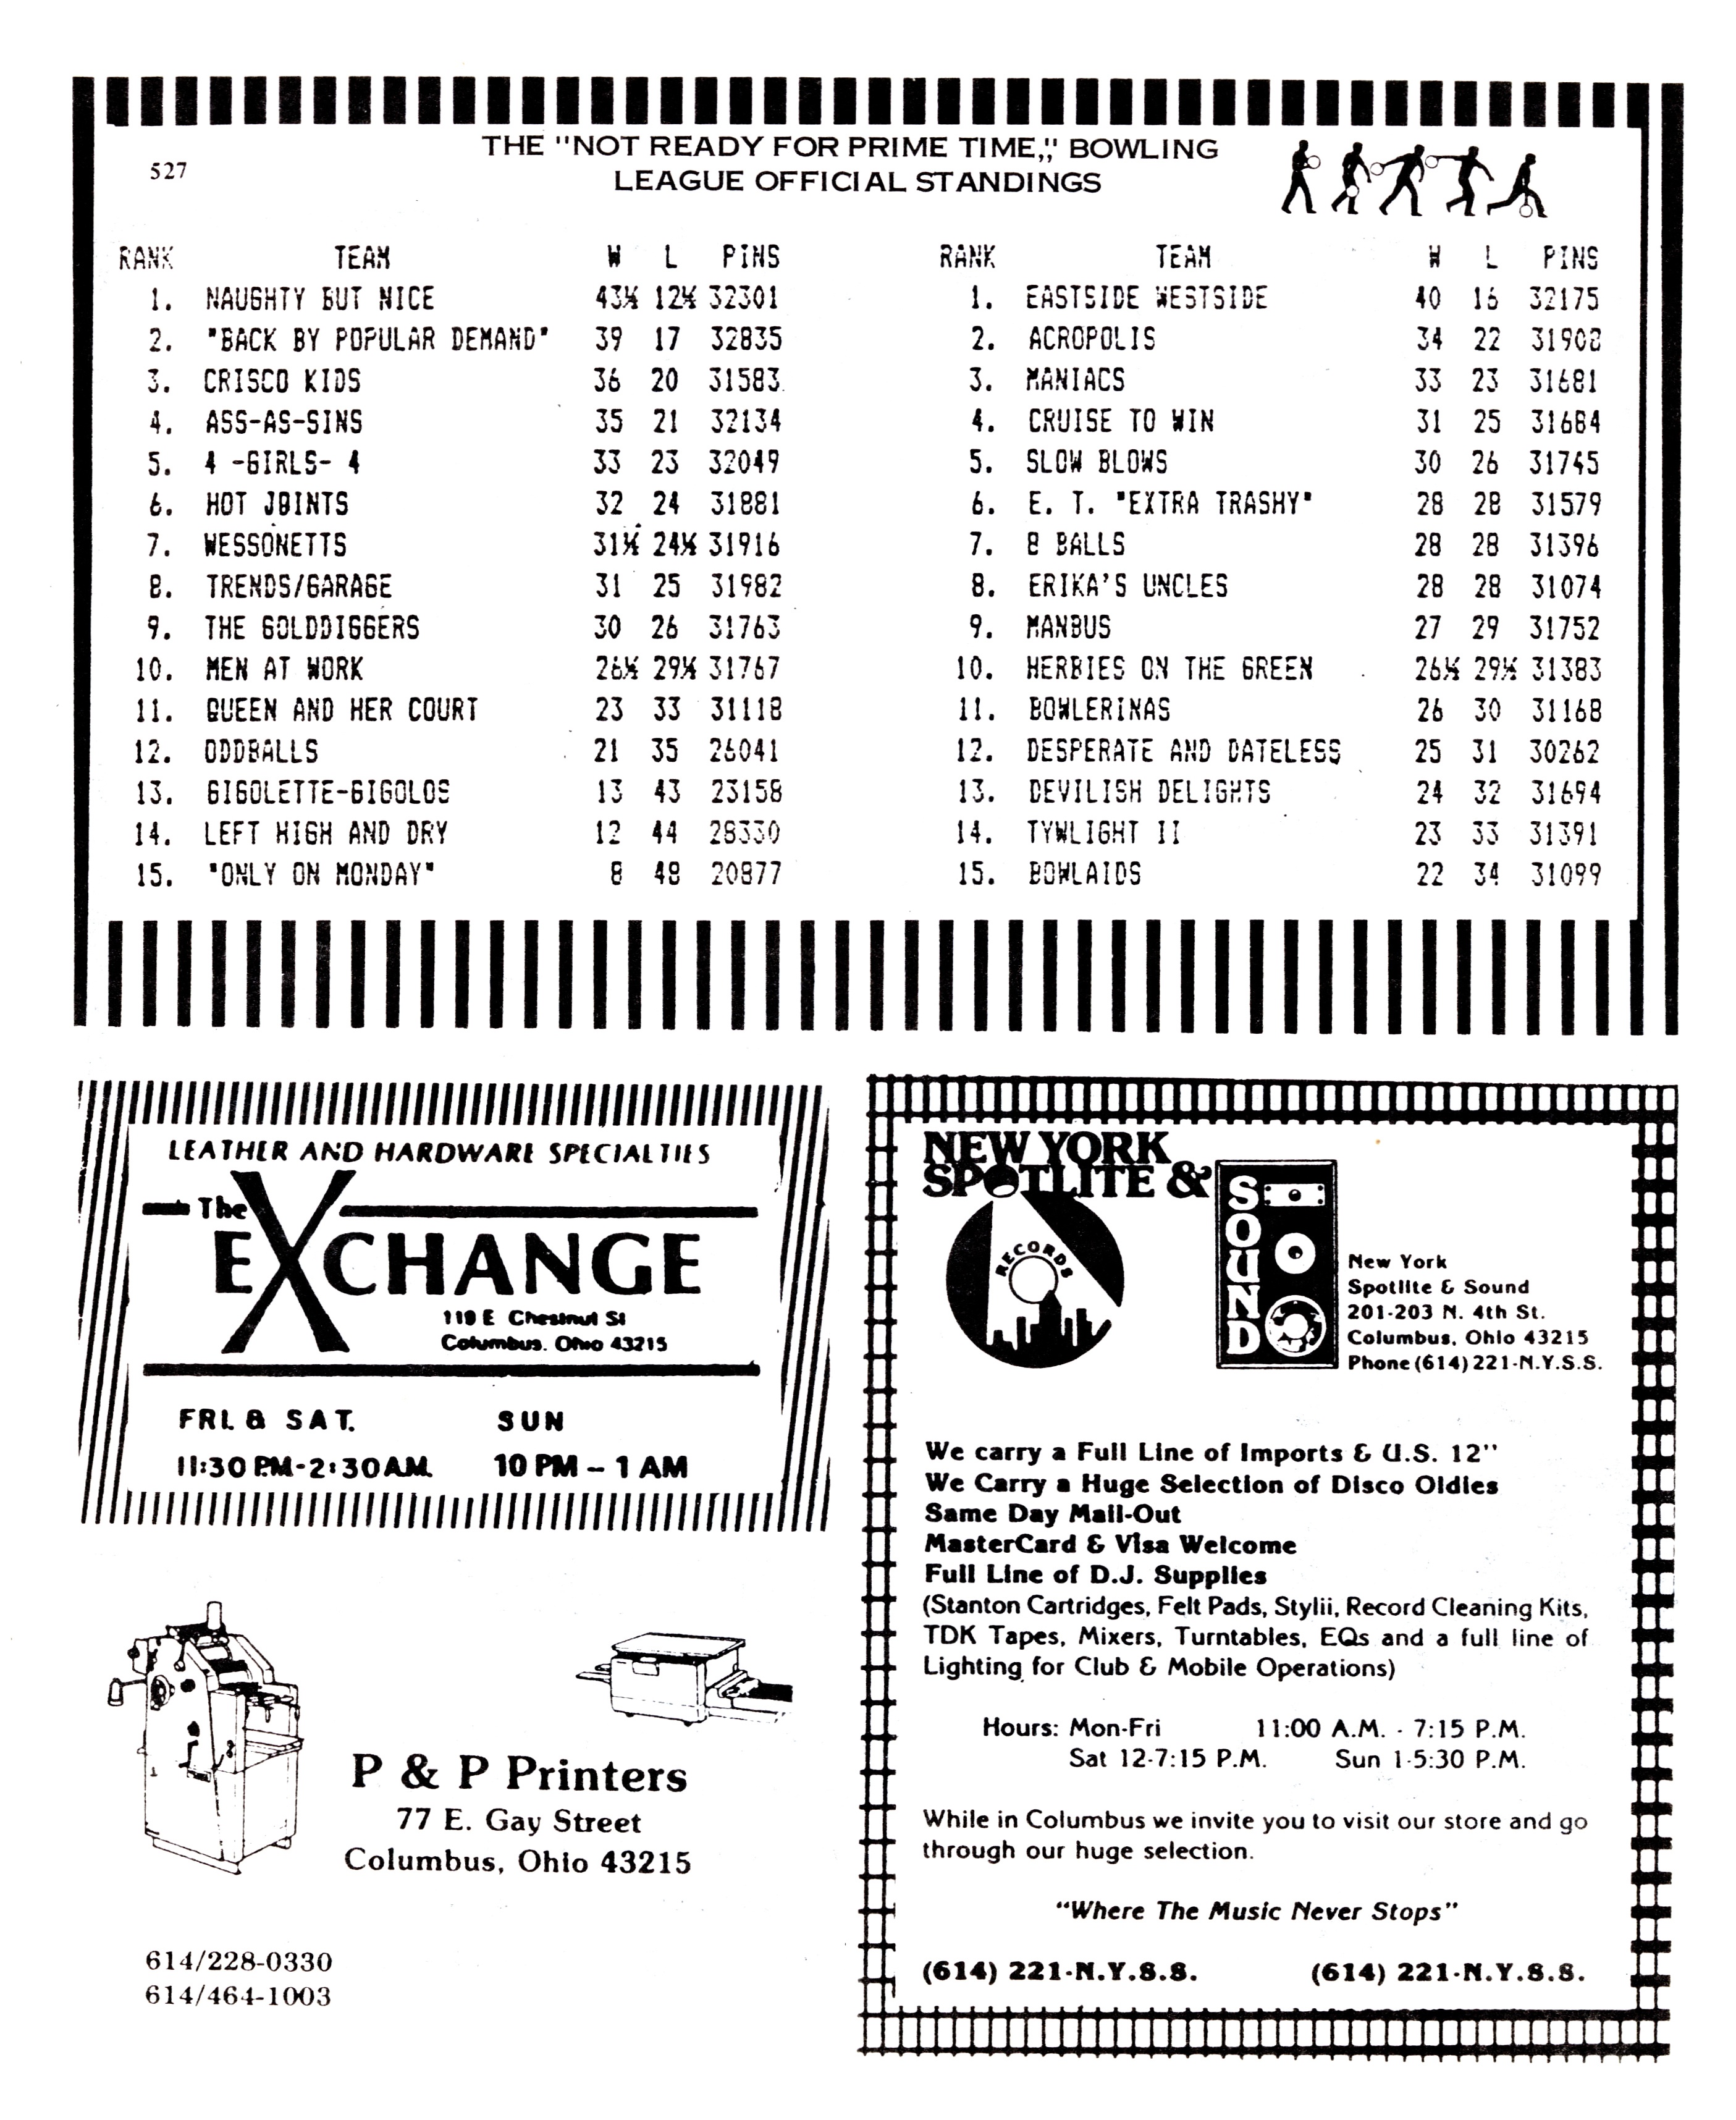 527
THE "NOT READY FOR PRIME TIME," BOWLING
LEAGUE OFFICIAL STANDINGS
RANK TEAM W L PINS
1. NAUGHTY BUT NICE 43½ 12½ 32301
2. "BACK BY POPULAR DEMAND" 39 17 32835
3. CRISCO KIDS 36 20 31583
4. ASS-AS-SINS 35 21 32134
5. 4 -GIRLS- 4 33 23 32049
6. HOT JOINTS 32 24 31881
7. WESSONETTS 31½ 24½ 31916
8. TRENDS/GARAGE 31 25 31982
9. THE GOLDDIGGERS 30 26 31763
10. MEN AT WORK 26½ 29½ 31767
11. QUEEN AND HER COURT 23 33 31118
12. ODDBALLS 21 35 26041
13. GIGOLETTE-GIGOLOS 13 43 23158
14. LEFT HIGH AND DRY 12 44 28330
15. "ONLY ON MONDAY" 8 48 20877
RANK TEAM W L PINS
1. EASTSIDE WESTSIDE 40 16 32175
2. ACROPOLIS 34 22 31908
3. MANIACS 33 23 31681
4. CRUISE TO WIN 31 25 31684
5. SLOW BLOWS 30 26 31745
6. E. T. "EXTRA TRASHY" 28 28 31579
7. 8 BALLS 28 28 31396
8. ERIKA'S UNCLES 28 28 31074
9. MANBUS 27 29 31752
10. HERBIES ON THE GREEN 26½ 29½ 31383
11. BOWLERINAS 26 30 31168
12. DESPERATE AND DATELESS 25 31 30262
13. DEVILISH DELIGHTS 24 32 31694
14. TYWLIGHT II 23 33 31391
15. BOWLAIDS 22 34 31099
LEATHER AND HARDWARE SPECIALTIES
The
EXCHANGE
119 E Chestnut St
Columbus. Ohio 43215
FRI. & SAT. SUN
11:30 P.M.-2:30 A.M. 10 PM – 1 AM
P & P Printers
77 E. Gay Street
Columbus, Ohio 43215
614/228-0330
614/464-1003
NEW YORK
SPOTLITE &
SOUND
RECORDS
New York
Spotlite & Sound
201-203 N. 4th St.
Columbus, Ohio 43215
Phone (614) 221-N.Y.S.S.
We carry a Full Line of Imports & U.S. 12"
We Carry a Huge Selection of Disco Oldies
Same Day Mail-Out
MasterCard & Visa Welcome
Full Line of D.J. Supplies
(Stanton Cartridges, Felt Pads, Stylii, Record Cleaning Kits,
TDK Tapes, Mixers, Turntables, EQs and a full line of
Lighting for Club & Mobile Operations)
Hours: Mon-Fri 11:00 A.M. - 7:15 P.M.
Sat 12-7:15 P.M. Sun 1-5:30 P.M.
While in Columbus we invite you to visit our store and go
through our huge selection.
"Where The Music Never Stops"
(614) 221-N.Y.S.S. (614) 221-N.Y.S.S.